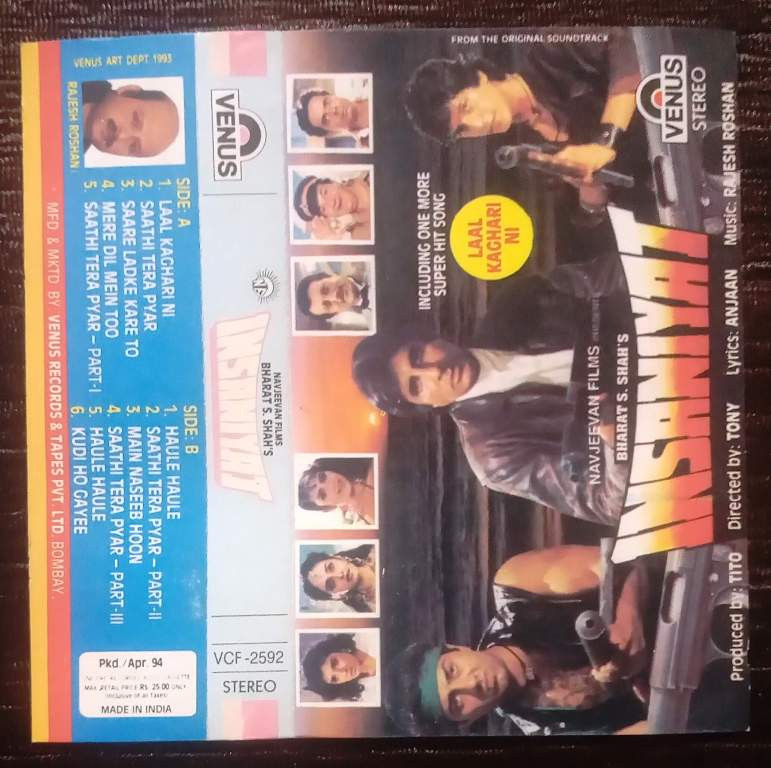 FROM THE ORIGINAL SOUNDTRACK
VENUS
STEREO
INCLUDING ONE MORE
SUPER HIT SONG
LAAL
KAGHARI
NI
NAVJEEVAN FILMS
BHARAT S. SHAH'S
INSANIYAT
Produced by: TITO Directed by: TONY Lyrics: ANJAAN Music: RAJESH ROSHAN
VENUS
NAVJEEVAN FILMS
BHARAT S. SHAH'S
INSANIYAT
VCF-2592
STEREO
VENUS ART DEPT 1993
RAJESH ROSHAN
SIDE: A
1. LAAL KAGHARI NI
2. SAATHI TERA PYAR
3. SAARE LADKE KARE TO
4. MERE DIL MEIN TOO
5. SAATHI TERA PYAR – PART-I
SIDE: B
1. HAULE HAULE
2. SAATHI TERA PYAR – PART-II
3. MAIN NASEEB HOON
4. SAATHI TERA PYAR – PART-III
5. HAULE HAULE
6. KUDI HO GAYEE
Pkd./Apr. 94
MAX. RETAIL PRICE Rs. 25.00 ONLY
Inclusive of all Taxes
MADE IN INDIA
MFD. & MKTD. BY: VENUS RECORDS & TAPES PVT. LTD. BOMBAY.